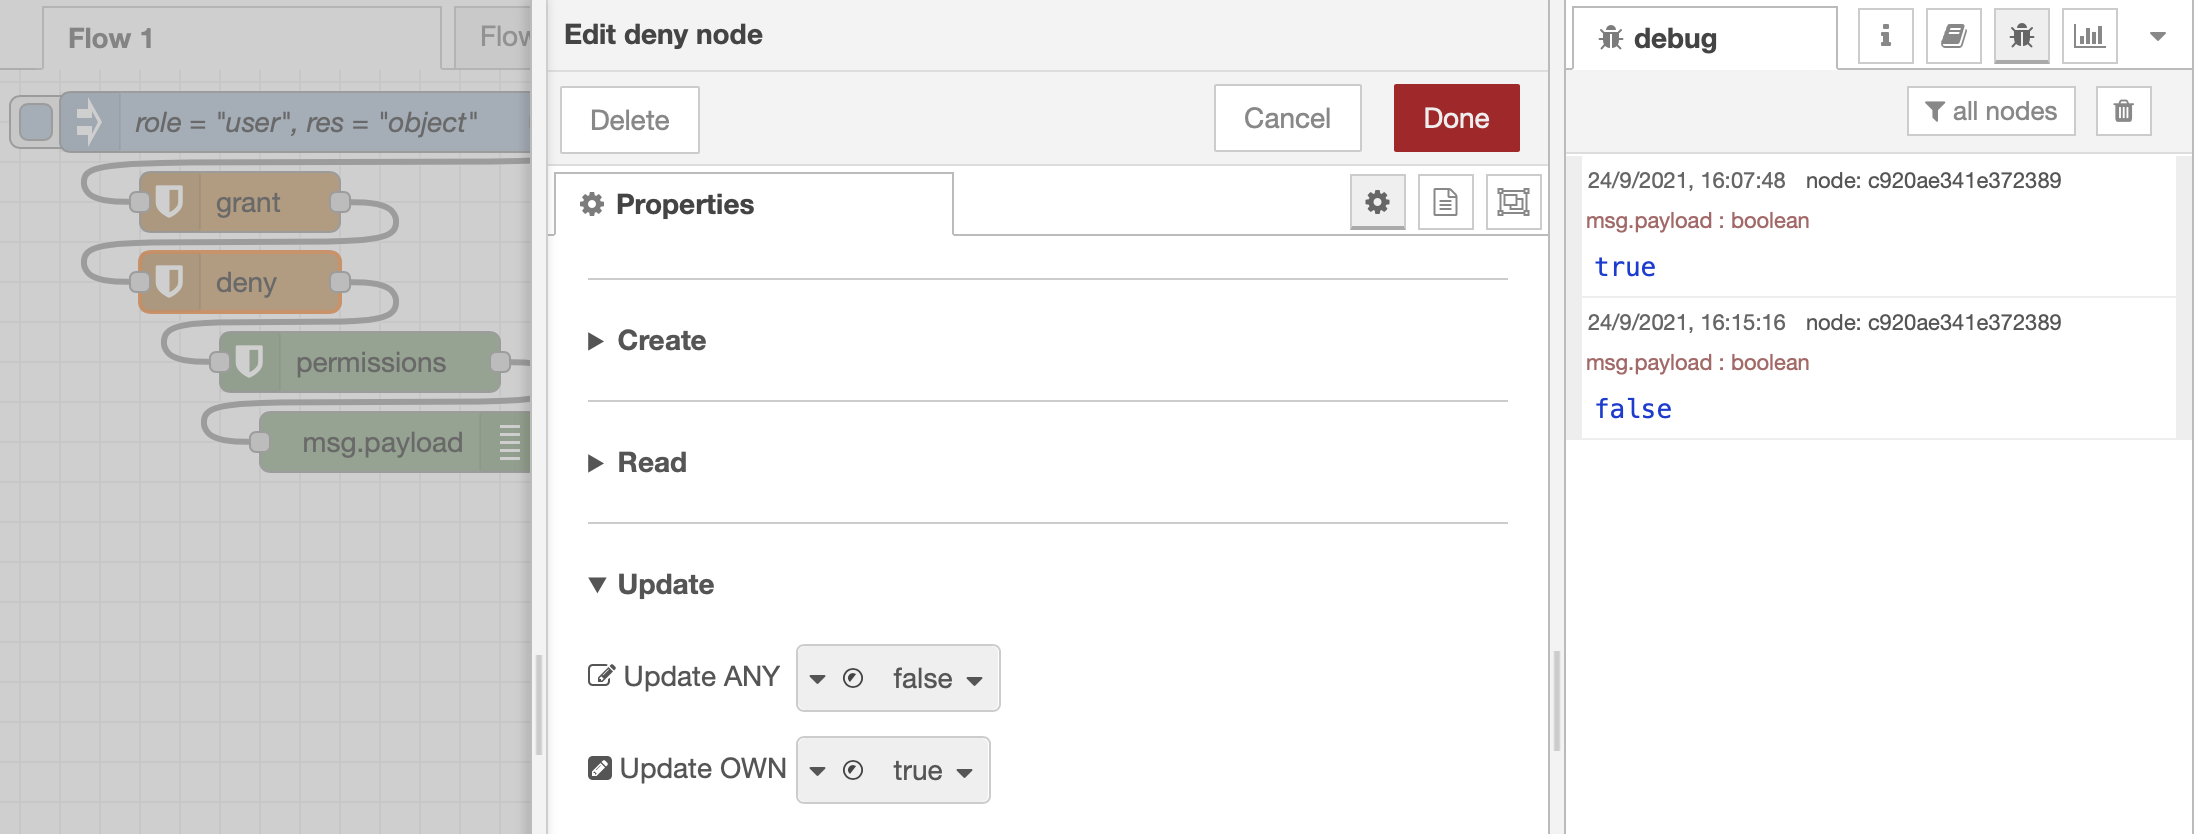 Flow 1
Flow
role = "user", res = "object"
grant
deny
permissions
msg.payload
Edit deny node
Delete
Cancel
Done
Properties
Create
Read
Update
Update ANY
false
Update OWN
true
debug
all nodes
24/9/2021, 16:07:48 node: c920ae341e372389
msg.payload : boolean
true
24/9/2021, 16:15:16 node: c920ae341e372389
msg.payload : boolean
false